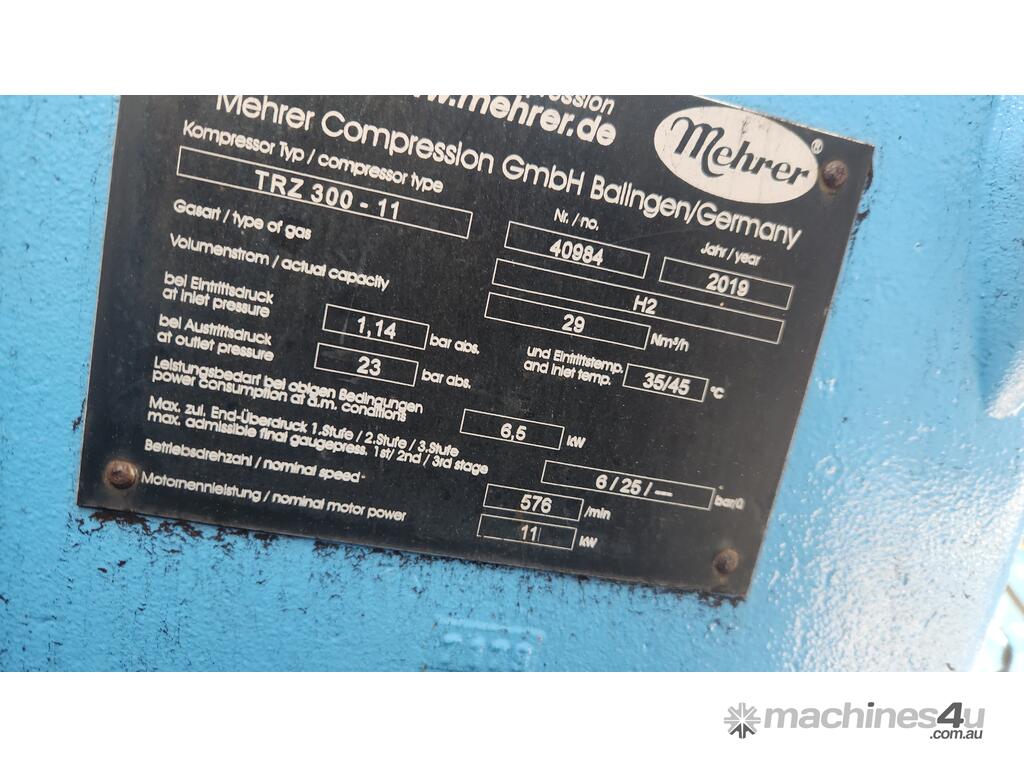 ression
w.mehrer.de
Mehrer®
Mehrer Compression GmbH Balingen/Germany
Kompressor Typ / compressor type
TRZ 300 - 11
Nr. / no.
40984
Jahr / year
2019
Gasart / type of gas
H2
Volumenstrom / actual capacity
29 Nm³/h
bei Eintrittsdruck
at inlet pressure
1,14 bar abs.
und Eintrittstemp.
and inlet temp.
35/45 °C
bei Austrittsdruck
at outlet pressure
23 bar abs.
Leistungsbedarf bei obigen Bedingungen
power consumption at a.m. conditions
6,5 kW
Max. zul. End-Überdruck 1.Stufe / 2.Stufe / 3.Stufe
max. admissible final gaugepress. 1st/ 2nd / 3rd stage
6 / 25 / --- bar/ü
Betriebsdrehzahl / nominal speed
576 /min
Motornennleistung / nominal motor power
11 kW
machines4u
.com.au